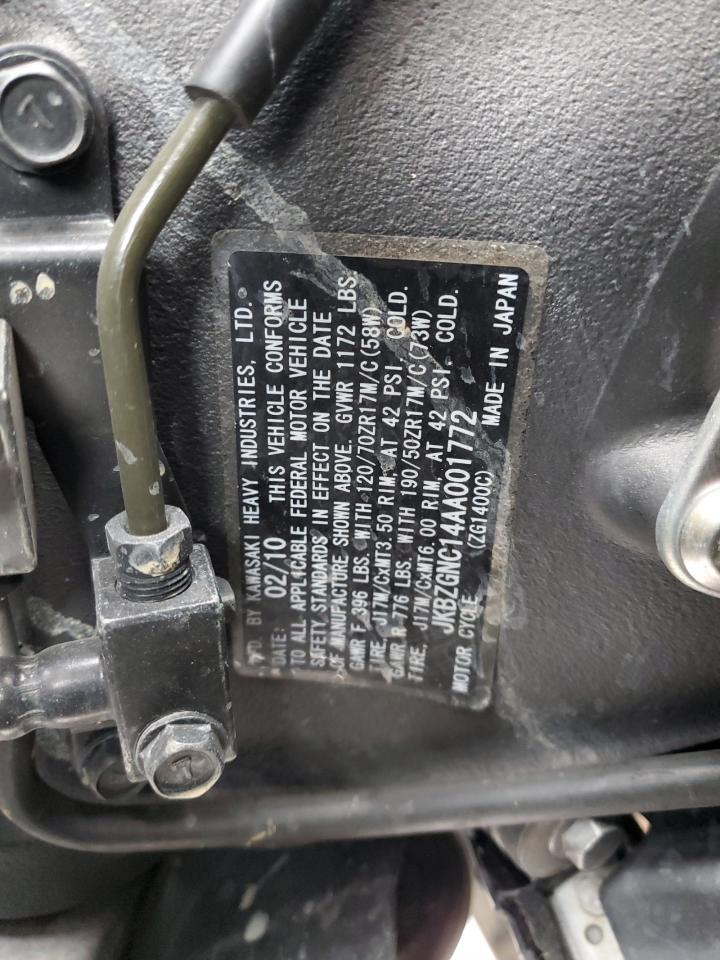 MFD. BY KAWASAKI HEAVY INDUSTRIES, LTD.
DATE: 02/10 THIS VEHICLE CONFORMS
TO ALL APPLICABLE FEDERAL MOTOR VEHICLE
SAFETY STANDARDS IN EFFECT ON THE DATE
OF MANUFACTURE SHOWN ABOVE. GVWR 1172 LBS.
GAWR F 396 LBS. WITH 120/70ZR17M/C(58W)
TIRE, J17M/CxMT3.50 RIM, AT 42 PSI. COLD.
GAWR R 776 LBS. WITH 190/50ZR17M/C(73W)
TIRE, J17M/CxMT6.00 RIM, AT 42 PSI. COLD.
JKBZGNC14AA001772
MOTOR CYCLE (ZG1400C) MADE IN JAPAN
7
7